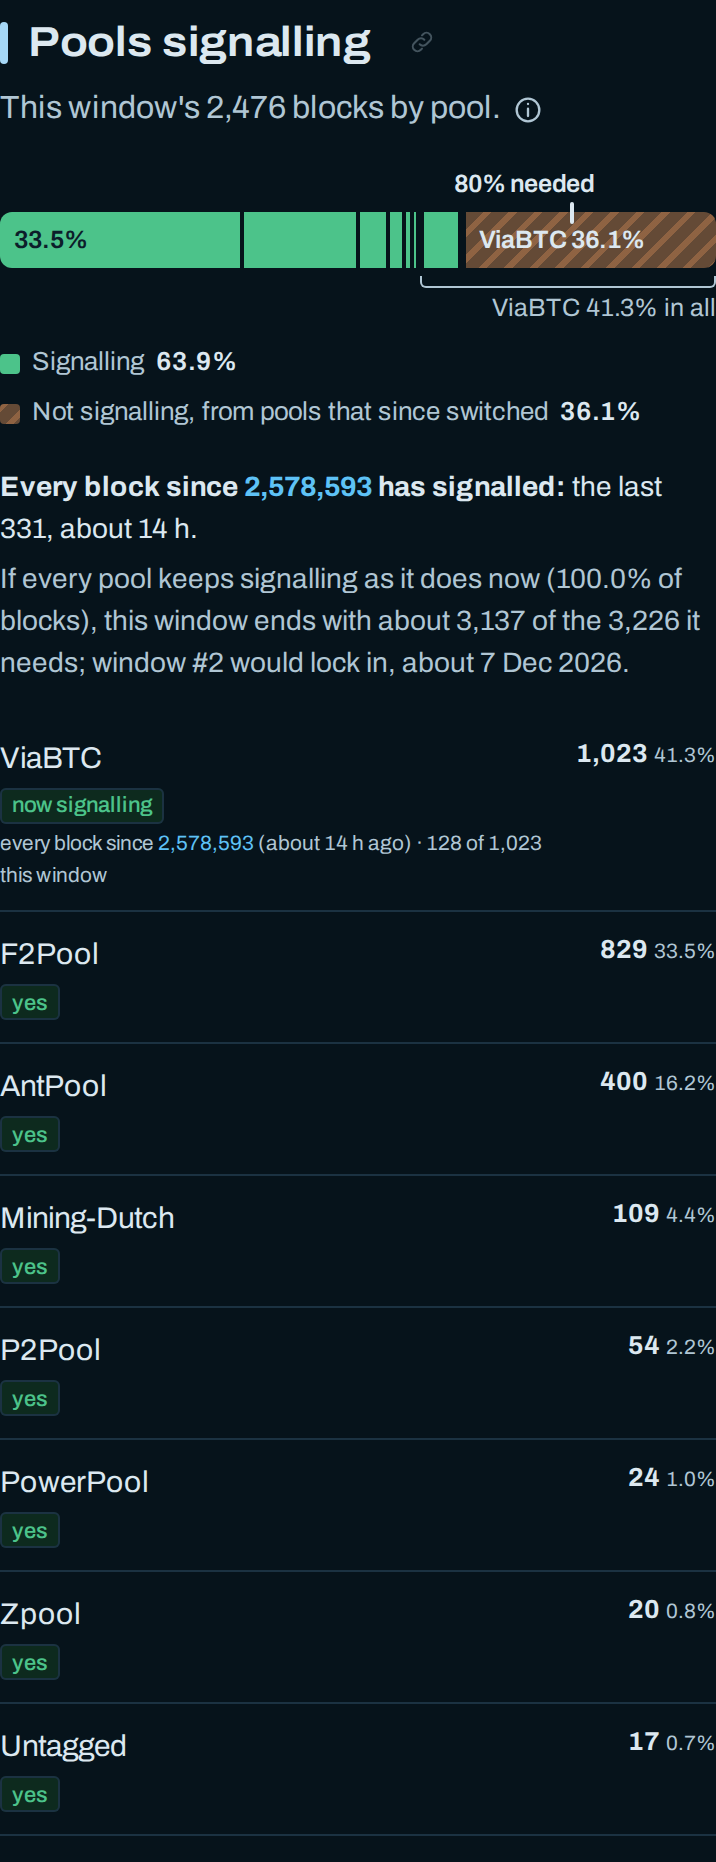 Pools signalling
This window's 2,476 blocks by pool.
80% needed
33.5%
ViaBTC 36.1%
ViaBTC 41.3% in all
Signalling 63.9%
Not signalling, from pools that since switched 36.1%
Every block since 2,578,593 has signalled: the last
331, about 14 h.
If every pool keeps signalling as it does now (100.0% of
blocks), this window ends with about 3,137 of the 3,226 it
needs; window #2 would lock in, about 7 Dec 2026.
ViaBTC 1,023 41.3%
now signalling
every block since 2,578,593 (about 14 h ago) · 128 of 1,023
this window
F2Pool 829 33.5%
yes
AntPool 400 16.2%
yes
Mining-Dutch 109 4.4%
yes
P2Pool 54 2.2%
yes
PowerPool 24 1.0%
yes
Zpool 20 0.8%
yes
Untagged 17 0.7%
yes